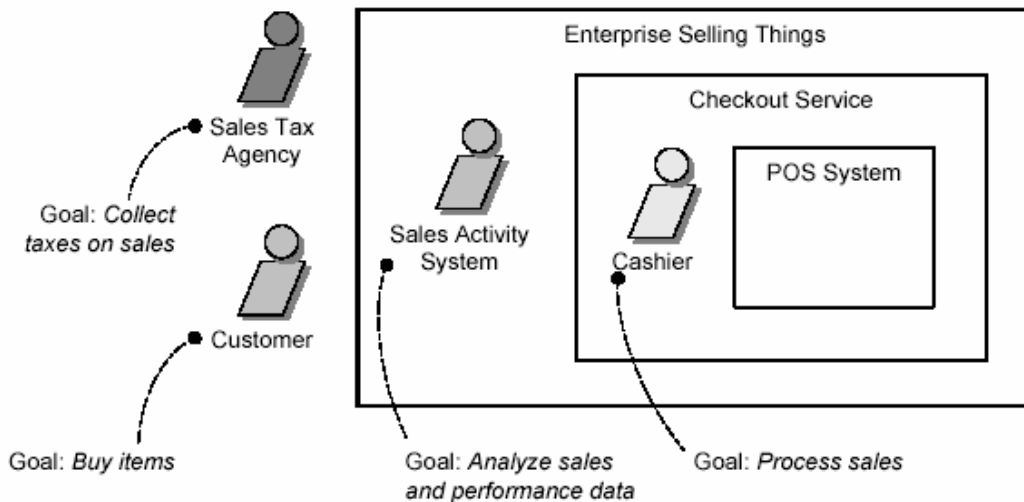 Enterprise Selling Things
Checkout Service
POS System
Sales Tax
Agency
Goal: Collect
taxes on sales
Sales Activity
System
Cashier
Customer
Goal: Buy items
Goal: Analyze sales
and performance data
Goal: Process sales